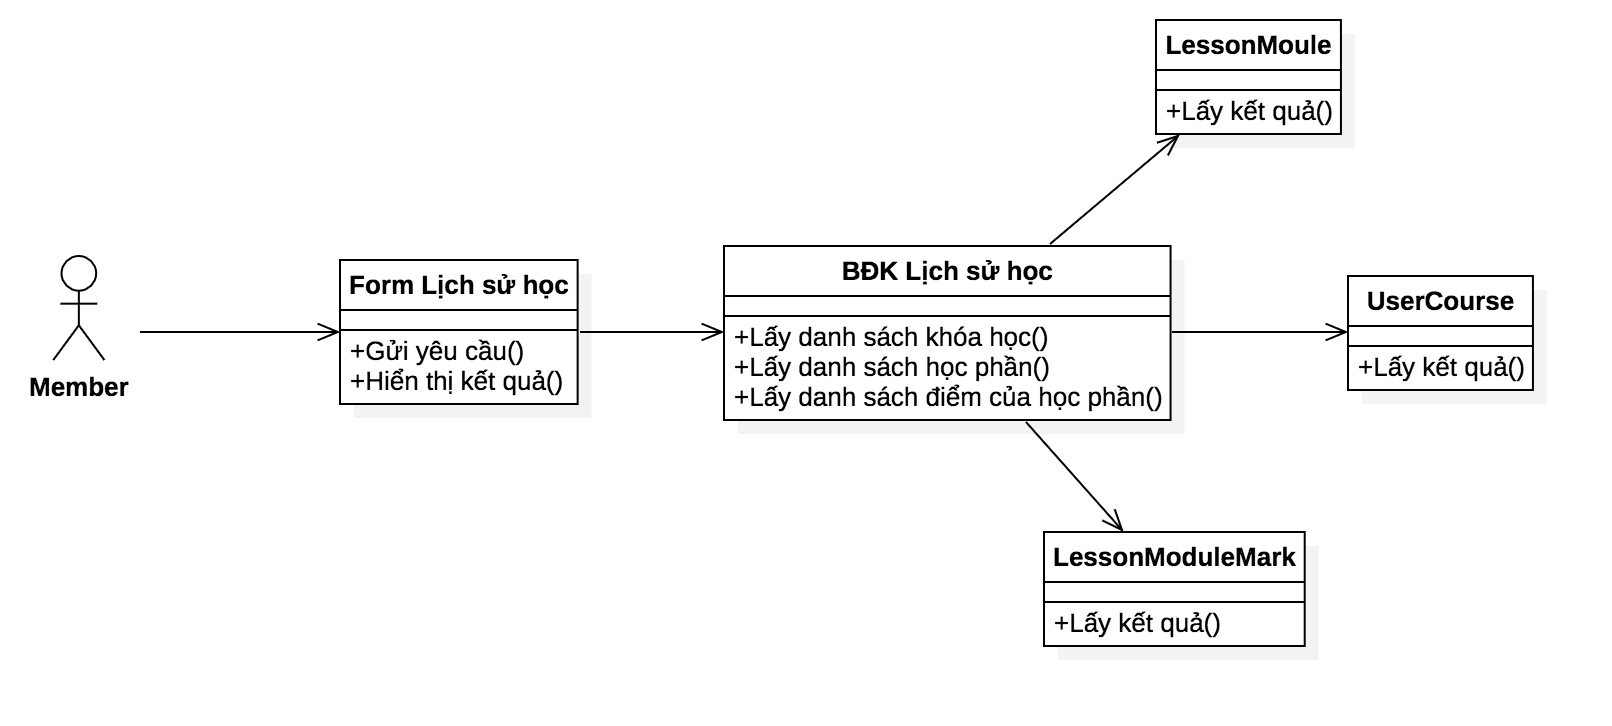 LessonMoule
+Lấy kết quả()
Member
Form Lịch sử học
+Gửi yêu cầu()
+Hiển thị kết quả()
BĐK Lịch sử học
+Lấy danh sách khóa học()
+Lấy danh sách học phần()
+Lấy danh sách điểm của học phần()
UserCourse
+Lấy kết quả()
LessonModuleMark
+Lấy kết quả()